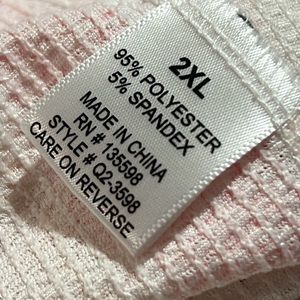 2XL
95% POLYESTER
5% SPANDEX
MADE IN CHINA
RN# 135598
STYLE # Q2-3598
CARE ON REVERSE